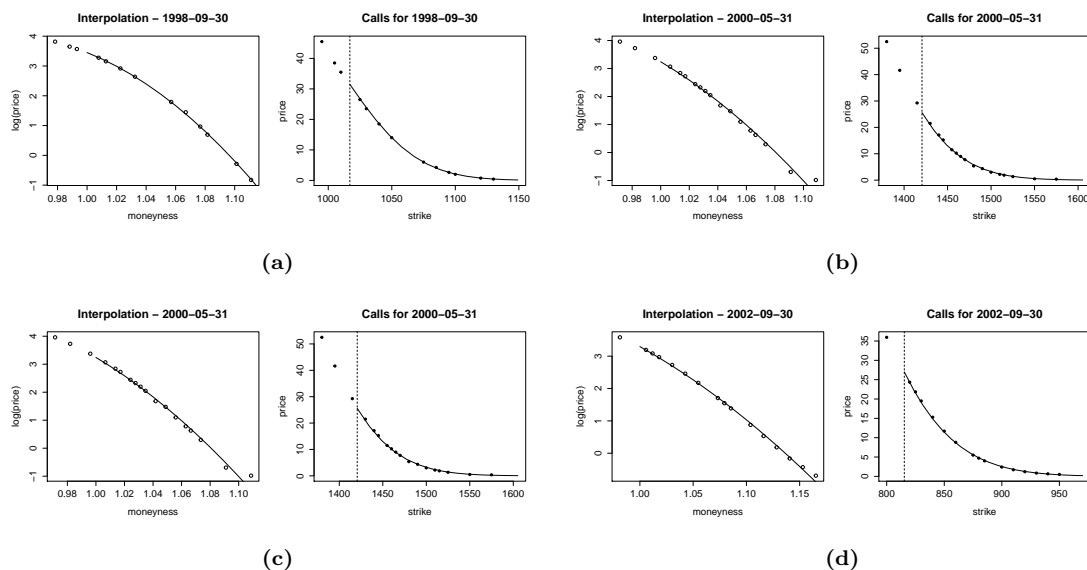 Interpolation − 1998−09−30
log(price)
4
3
2
1
0
−1
0.98 1.00 1.02 1.04 1.06 1.08 1.10
moneyness
Calls for 1998−09−30
price
40
30
20
10
0
1000 1050 1100 1150
strike
(a)
Interpolation − 2000−05−31
log(price)
4
3
2
1
0
−1
0.98 1.00 1.02 1.04 1.06 1.08 1.10
moneyness
Calls for 2000−05−31
price
50
40
30
20
10
0
1400 1450 1500 1550 1600
strike
(b)
Interpolation − 2000−05−31
log(price)
4
3
2
1
0
−1
0.98 1.00 1.02 1.04 1.06 1.08 1.10
moneyness
Calls for 2000−05−31
price
50
40
30
20
10
0
1400 1450 1500 1550 1600
strike
(c)
Interpolation − 2002−09−30
log(price)
3
2
1
0
1.00 1.05 1.10 1.15
moneyness
Calls for 2002−09−30
price
35
30
25
20
15
10
5
0
800 850 900 950
strike
(d)